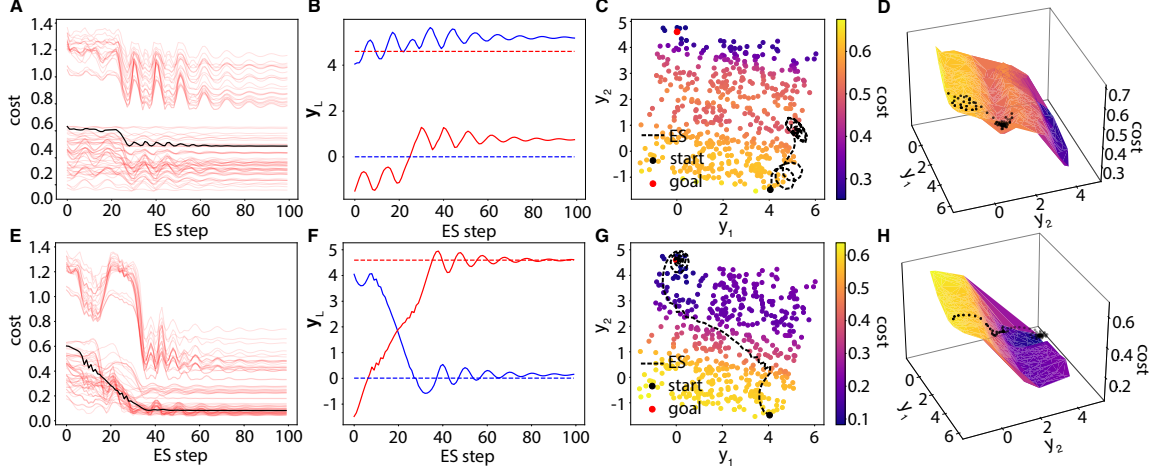 A
1.4
1.2
1.0
0.8
0.6
0.4
0.2
0.0
cost
0 20 40 60 80 100
ES step
B
4
0
y_L
0 20 40 60 80 100
ES step
C
5
4
3
2
1
0
-1
y_2
0 2 4 6
y_1
ES
start
goal
0.6
0.5
0.4
0.3
cost
D
0.7
0.6
0.5
0.4
0.3
cost
0
2
4
6
y_1
0 2 4
y_2
E
1.4
1.2
1.0
0.8
0.6
0.4
0.2
0.0
cost
0 20 40 60 80 100
ES step
F
5
4
3
2
1
0
-1
y_L
0 20 40 60 80 100
ES step
G
5
4
3
2
1
0
-1
y_2
0 2 4 6
y_1
ES
start
goal
0.6
0.5
0.4
0.3
0.2
0.1
cost
H
0.6
0.4
0.2
cost
0
2
4
6
y_1
0 2 4
y_2